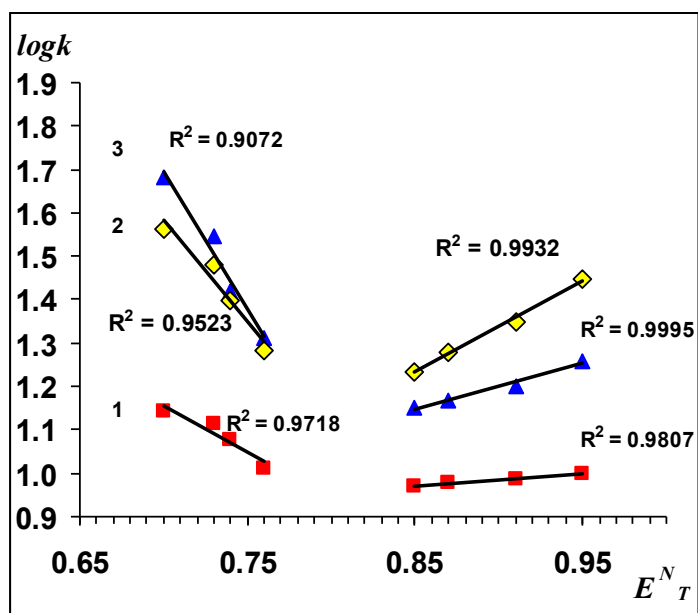 logk
1.9
1.8
3
R² = 0.9072
1.7
1.6
2
R² = 0.9932
1.5
1.4
R² = 0.9523
R² = 0.9995
1.3
1.2
1
R² = 0.9718
R² = 0.9807
1.1
1.0
0.9
0.65 0.75 0.85 0.95
E^N_T